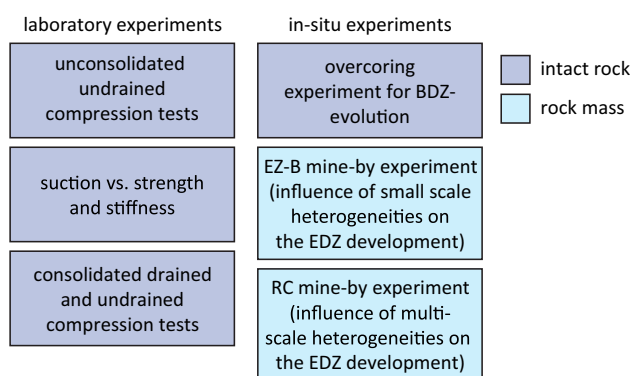 laboratory experiments
unconsolidated
undrained
compression tests
suction vs. strength
and stiffness
consolidated drained
and undrained
compression tests
in-situ experiments
overcoring
experiment for BDZ-
evolution
EZ-B mine-by experiment
(influence of small scale
heterogeneities on
the EDZ development)
RC mine-by experiment
(influence of multi-
scale heterogeneities on
the EDZ development)
intact rock
rock mass